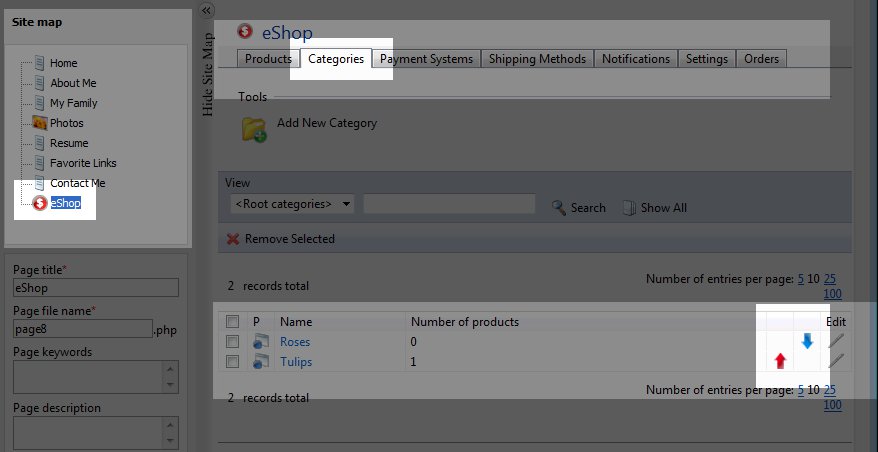 Site map
Home
About Me
My Family
Photos
Resume
Favorite Links
Contact Me
eShop
Page title*
eShop
Page file name*
page8 .php
Page keywords
Page description
Hide Site Map
eShop
Products Categories Payment Systems Shipping Methods Notifications Settings Orders
Tools
Add New Category
View
<Root categories> Search Show All
Remove Selected
2 records total Number of entries per page: 5 10 25
100
P Name Number of products Edit
Roses 0
Tulips 1
2 records total Number of entries per page: 5 10 25
100